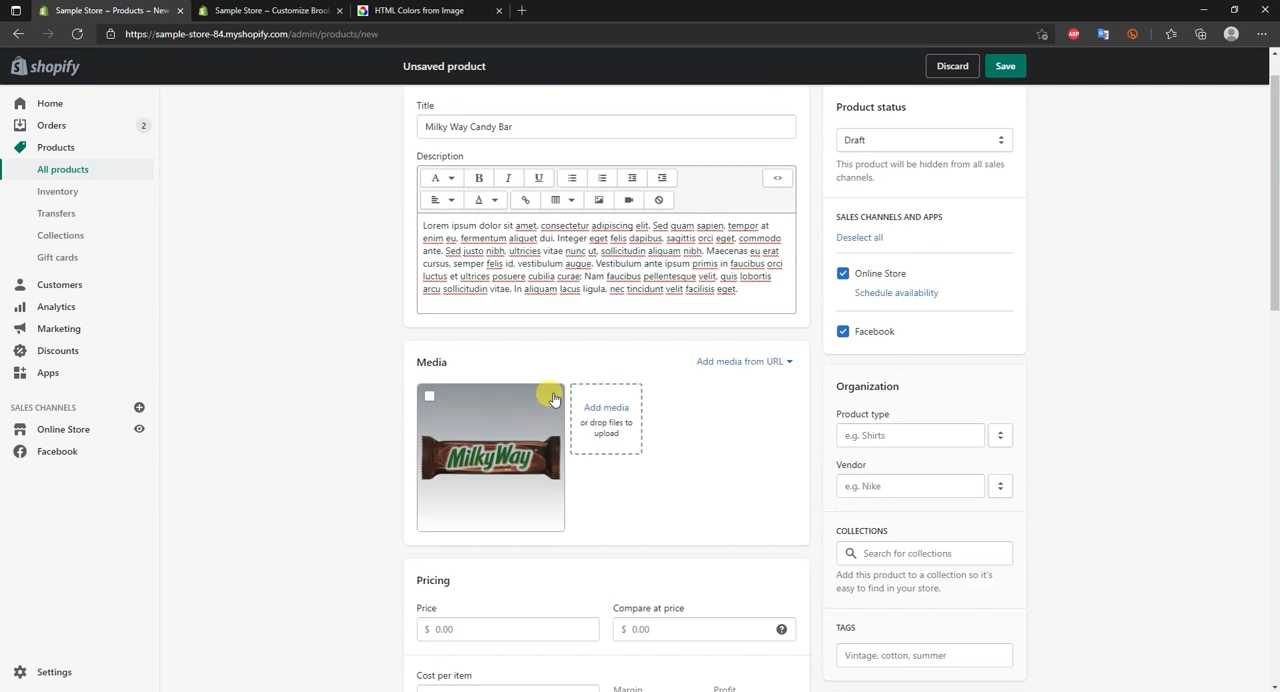 Sample Store ~ Products ~ New
Sample Store ~ Customize Brook
HTML Colors from Image
https://sample-store-84.myshopify.com/admin/products/new
ABP
shopify
Unsaved product
Discard
Save
Home
Orders
2
Products
All products
Inventory
Transfers
Collections
Gift cards
Customers
Analytics
Marketing
Discounts
Apps
SALES CHANNELS
Online Store
Facebook
Settings
Title
Milky Way Candy Bar
Description
A
B
I
U
<>
A
Lorem ipsum dolor sit amet, consectetur adipiscing elit. Sed quam sapien, tempor at
enim eu, fermentum aliquet dui. Integer eget felis dapibus, sagittis orci eget, commodo
ante. Sed justo nibh, ultricies vitae nunc ut, sollicitudin aliquam nibh. Maecenas eu erat
cursus, semper felis id, vestibulum augue. Vestibulum ante ipsum primis in faucibus orci
luctus et ultrices posuere cubilia curae; Nam faucibus pellentesque velit, quis lobortis
arcu sollicitudin vitae. In aliquam lacus ligula, nec tincidunt velit facilisis eget.
Media
Add media from URL
MilkyWay
Add media
or drop files to
upload
Pricing
Price
Compare at price
$ 0.00
$ 0.00
?
Cost per item
Margin
Profit
Product status
Draft
This product will be hidden from all sales
channels.
SALES CHANNELS AND APPS
Deselect all
Online Store
Schedule availability
Facebook
Organization
Product type
e.g. Shirts
Vendor
e.g. Nike
COLLECTIONS
Search for collections
Add this product to a collection so it's
easy to find in your store.
TAGS
Vintage, cotton, summer